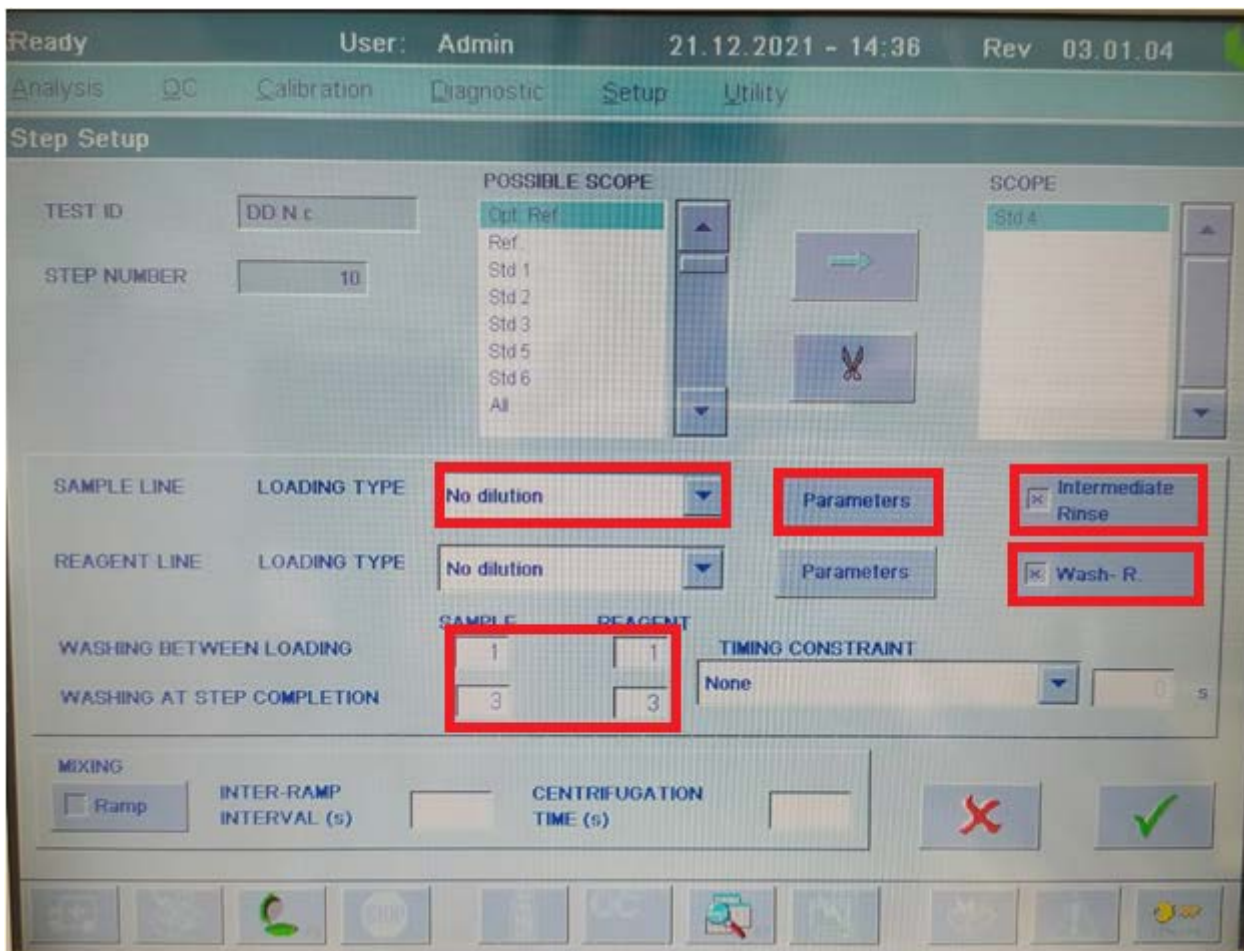 Ready User: Admin 21.12.2021 - 14:36 Rev 03.01.04
Analysis QC Calibration Diagnostic Setup Utility
Step Setup
POSSIBLE SCOPE SCOPE
TEST ID DD N c Opt. Ref. Std 4
Ref.
STEP NUMBER 10 Std 1
Std 2
Std 3
Std 5
Std 6
All
SAMPLE LINE LOADING TYPE No dilution Parameters Intermediate Rinse
REAGENT LINE LOADING TYPE No dilution Parameters Wash- R.
SAMPLE REAGENT
WASHING BETWEEN LOADING 1 1 TIMING CONSTRAINT
None 0 s
WASHING AT STEP COMPLETION 3 3
MIXING
Ramp INTER-RAMP INTERVAL (s) CENTRIFUGATION TIME (s)
STOP QC